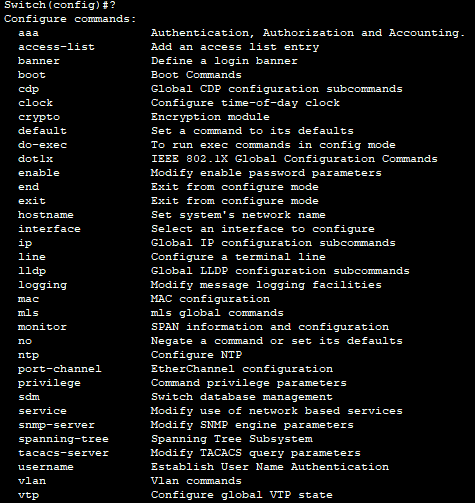 Switch(config)#?
Configure commands:
aaa Authentication, Authorization and Accounting.
access-list Add an access list entry
banner Define a login banner
boot Boot Commands
cdp Global CDP configuration subcommands
clock Configure time-of-day clock
crypto Encryption module
default Set a command to its defaults
do-exec To run exec commands in config mode
dot1x IEEE 802.1X Global Configuration Commands
enable Modify enable password parameters
end Exit from configure mode
exit Exit from configure mode
hostname Set system's network name
interface Select an interface to configure
ip Global IP configuration subcommands
line Configure a terminal line
lldp Global LLDP configuration subcommands
logging Modify message logging facilities
mac MAC configuration
mls mls global commands
monitor SPAN information and configuration
no Negate a command or set its defaults
ntp Configure NTP
port-channel EtherChannel configuration
privilege Command privilege parameters
sdm Switch database management
service Modify use of network based services
snmp-server Modify SNMP engine parameters
spanning-tree Spanning Tree Subsystem
tacacs-server Modify TACACS query parameters
username Establish User Name Authentication
vlan Vlan commands
vtp Configure global VTP state